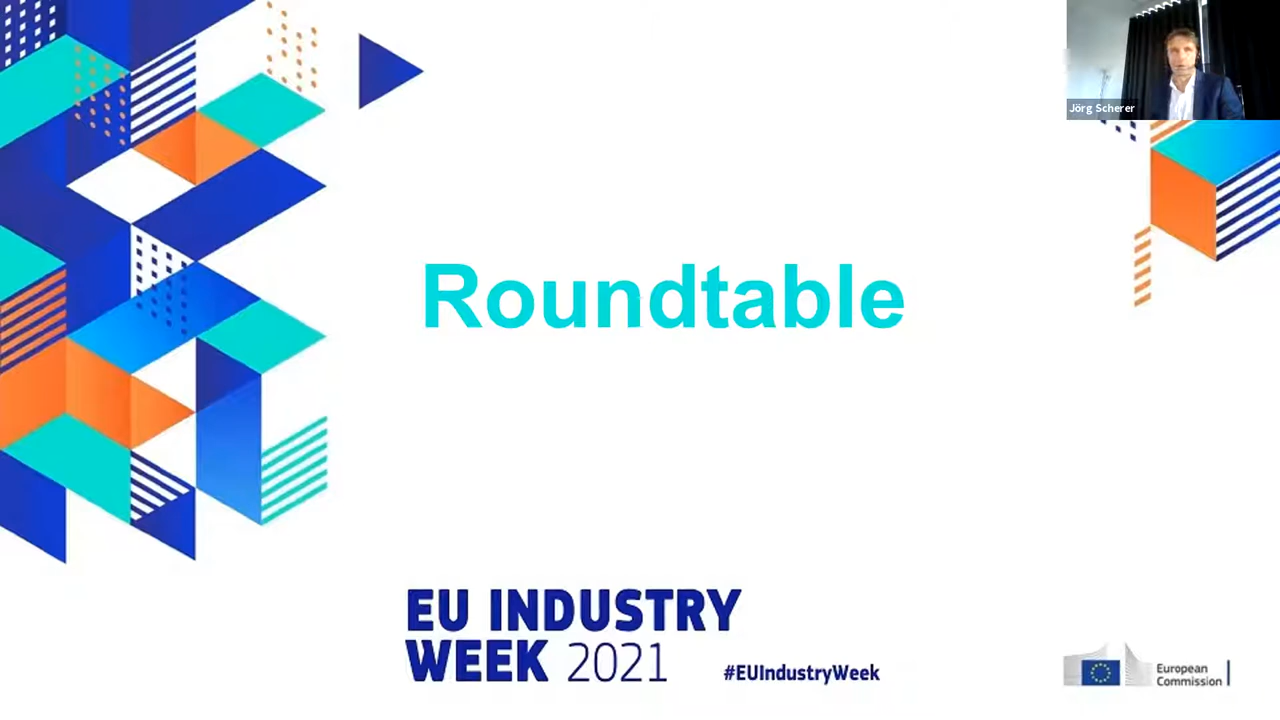 Jörg Scherer
Roundtable
EU INDUSTRY
WEEK 2021
#EUIndustryWeek
European
Commission